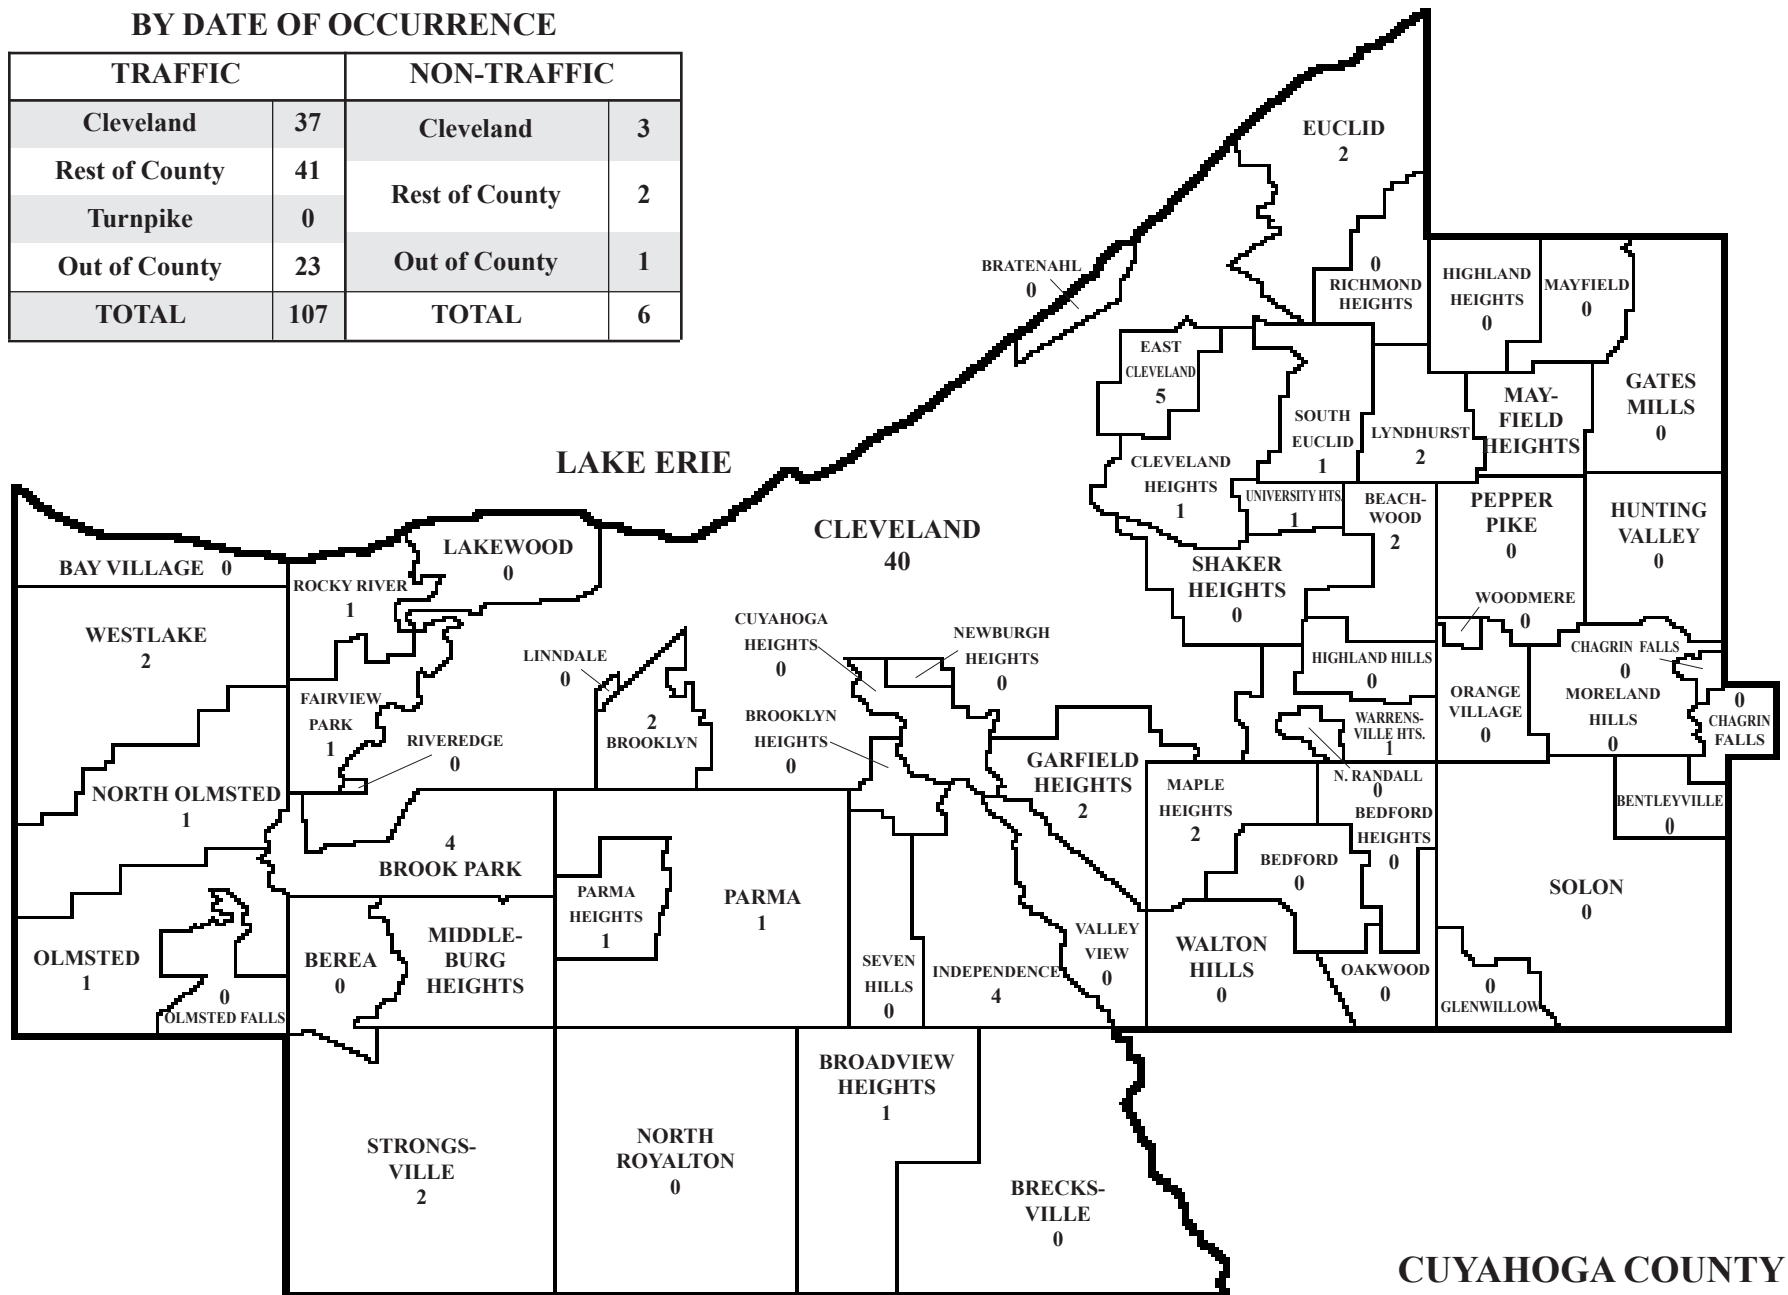 BY DATE OF OCCURRENCE
TRAFFIC NON-TRAFFIC
Cleveland 37 Cleveland 3
Rest of County 41 Rest of County 2
Turnpike 0
Out of County 23 Out of County 1
TOTAL 107 TOTAL 6
EUCLID
2
BRATENAHL
0
0
RICHMOND
HEIGHTS
HIGHLAND
HEIGHTS
0
MAYFIELD
0
EAST
CLEVELAND
5
GATES
MILLS
0
MAY-
FIELD
HEIGHTS
SOUTH
EUCLID
1
LYNDHURST
2
LAKE ERIE
CLEVELAND
HEIGHTS
1
UNIVERSITY HTS.
1
BEACH-
WOOD
2
PEPPER
PIKE
0
HUNTING
VALLEY
0
CLEVELAND
40
LAKEWOOD
0
BAY VILLAGE 0
ROCKY RIVER
1
SHAKER
HEIGHTS
0
WOODMERE
0
WESTLAKE
2
CUYAHOGA
HEIGHTS
0
NEWBURGH
HEIGHTS
0
LINNDALE
0
HIGHLAND HILLS
0
CHAGRIN FALLS
0
FAIRVIEW
PARK
1
ORANGE
VILLAGE
0
MORELAND
HILLS
0
0
CHAGRIN
FALLS
2
BROOKLYN
BROOKLYN
HEIGHTS
0
WARRENS-
VILLE HTS.
1
RIVEREDGE
0
GARFIELD
HEIGHTS
2
N. RANDALL
0
MAPLE
HEIGHTS
2
BEDFORD
HEIGHTS
0
NORTH OLMSTED
1
BENTLEYVILLE
0
4
BROOK PARK
BEDFORD
0
PARMA
HEIGHTS
1
PARMA
1
SOLON
0
OLMSTED
1
BEREA
0
MIDDLE-
BURG
HEIGHTS
SEVEN
HILLS
0
INDEPENDENCE
4
VALLEY
VIEW
0
WALTON
HILLS
0
OAKWOOD
0
0
GLENWILLOW
0
OLMSTED FALLS
BROADVIEW
HEIGHTS
1
STRONGS-
VILLE
2
NORTH
ROYALTON
0
BRECKS-
VILLE
0
CUYAHOGA COUNTY